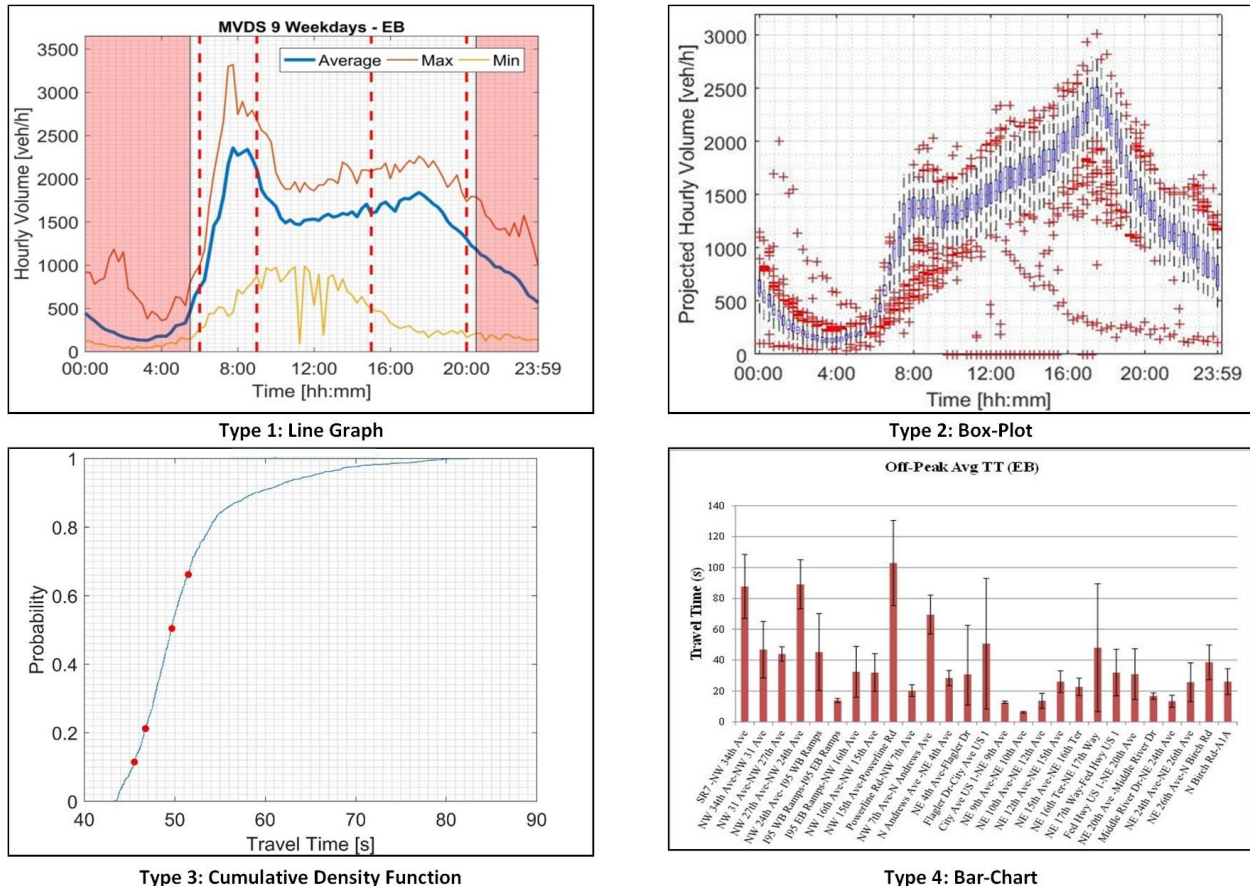 MVDS 9 Weekdays - EB
Average
Max
Min
Hourly Volume [veh/h]
3500
3000
2500
2000
1500
1000
500
0
00:00 4:00 8:00 12:00 16:00 20:00 23:59
Time [hh:mm]
Type 1: Line Graph
Projected Hourly Volume [veh/h]
3000
2500
2000
1500
1000
500
0
00:00 4:00 8:00 12:00 16:00 20:00 23:59
Time [hh:mm]
Type 2: Box-Plot
Probability
1
0.8
0.6
0.4
0.2
0
40 50 60 70 80 90
Travel Time [s]
Type 3: Cumulative Density Function
Off-Peak Avg TT (EB)
Travel Time (s)
140
120
100
80
60
40
20
0
SR7 -NW 34th Ave
NW 34th Ave-NW 31 Ave
NW 31 Ave-NW 27th Ave
NW 27th Ave-NW 24th Ave
NW 24th Ave- I95 WB Ramps
I95 WB Ramps-I95 EB Ramps
I95 EB Ramps-NW 16th Ave
NW 16th Ave-NW 15th Ave
NW 15th Ave-Powerline Rd
Powerline Rd-NW 7th Ave
NW 7th Ave-N Andrews Ave
N Andrews Ave -NE 4th Ave
NE 4th Ave-Flagler Dr
Flagler Dr-City Ave US 1
City Ave US 1-NE 9th Ave
NE 9th Ave-NE 10th Ave
NE 10th Ave-NE 12th Ave
NE 12th Ave-NE 15th Ave
NE 15th Ave-NE 16th Ter
NE 16th Ter-NE 17th Way
NE 17th Way-Fed Hwy US 1
Fed Hwy US 1-NE 20th Ave
NE 20th Ave -Middle River Dr
Middle River Dr-NE 24th Ave
NE 24th Ave-NE 26th Ave
NE 26th Ave-N Birch Rd
N Birch Rd-A1A
Type 4: Bar-Chart